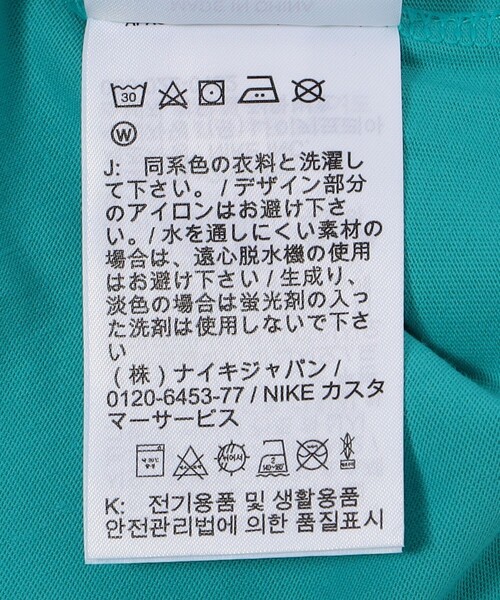 MADE IN CHINA
30
W
J: 同系色の衣料と洗濯し
て下さい。 / デザイン部分
のアイロンはお避け下さ
い。/ 水を通しにくい素材の
場合は、遠心脱水機の使用
はお避け下さい / 生成り、
淡色の場合は蛍光剤の入っ
た洗剤は使用しないで下さ
い
(株) ナイキジャパン /
0120-6453-77 / NIKE カスタ
マーサービス
K: 전기용품 및 생활용품
안전관리법에 의한 품질표시